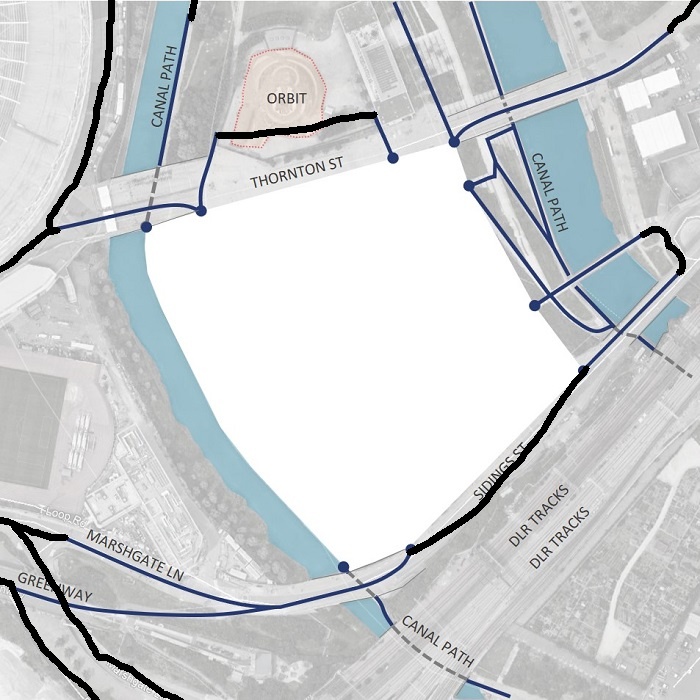 CANAL PATH
ORBIT
THORNTON ST
CANAL PATH
SIDINGS ST
DLR TRACKS
DLR TRACKS
MARSHGATE LN
GREENWAY
CANAL PATH